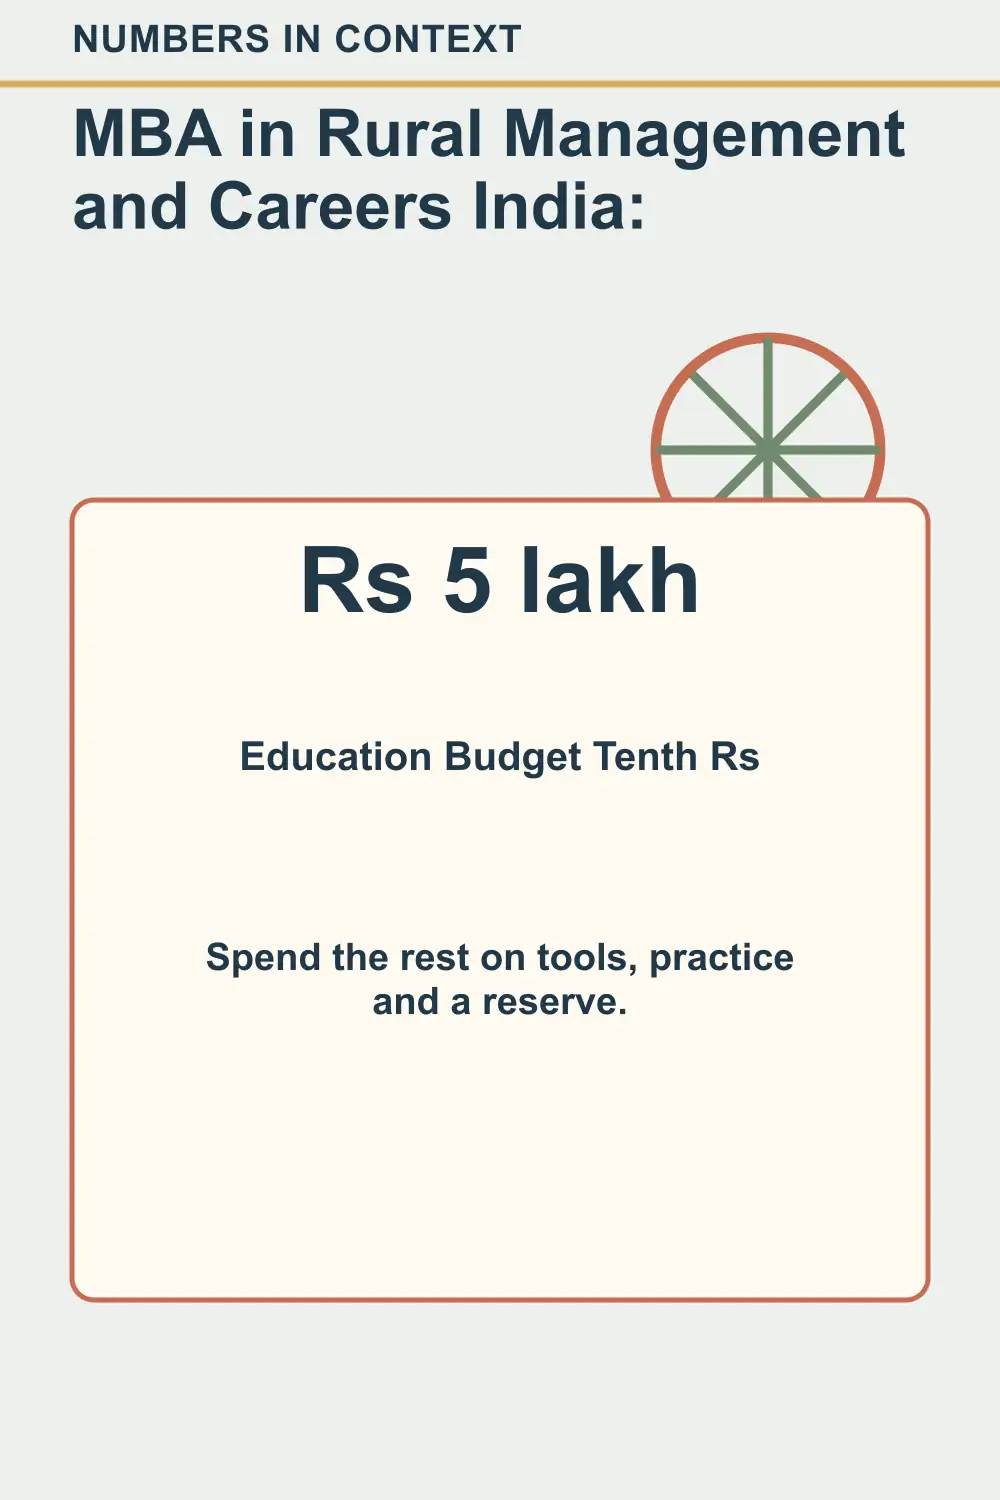 NUMBERS IN CONTEXT
MBA in Rural Management
and Careers India:
Rs 5 lakh
Education Budget Tenth Rs
Spend the rest on tools, practice
and a reserve.